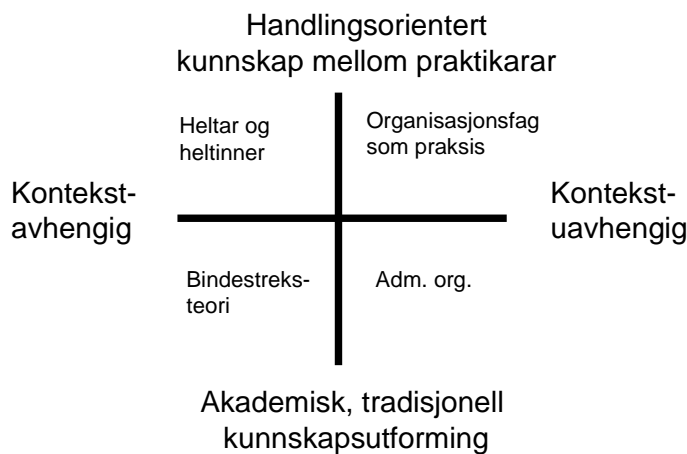 Handlingsorientert
kunnskap mellom praktikarar
Heltar og
heltinner
Organisasjonsfag
som praksis
Kontekst-
avhengig
Kontekst-
uavhengig
Bindestreks-
teori
Adm. org.
Akademisk, tradisjonell
kunnskapsutforming